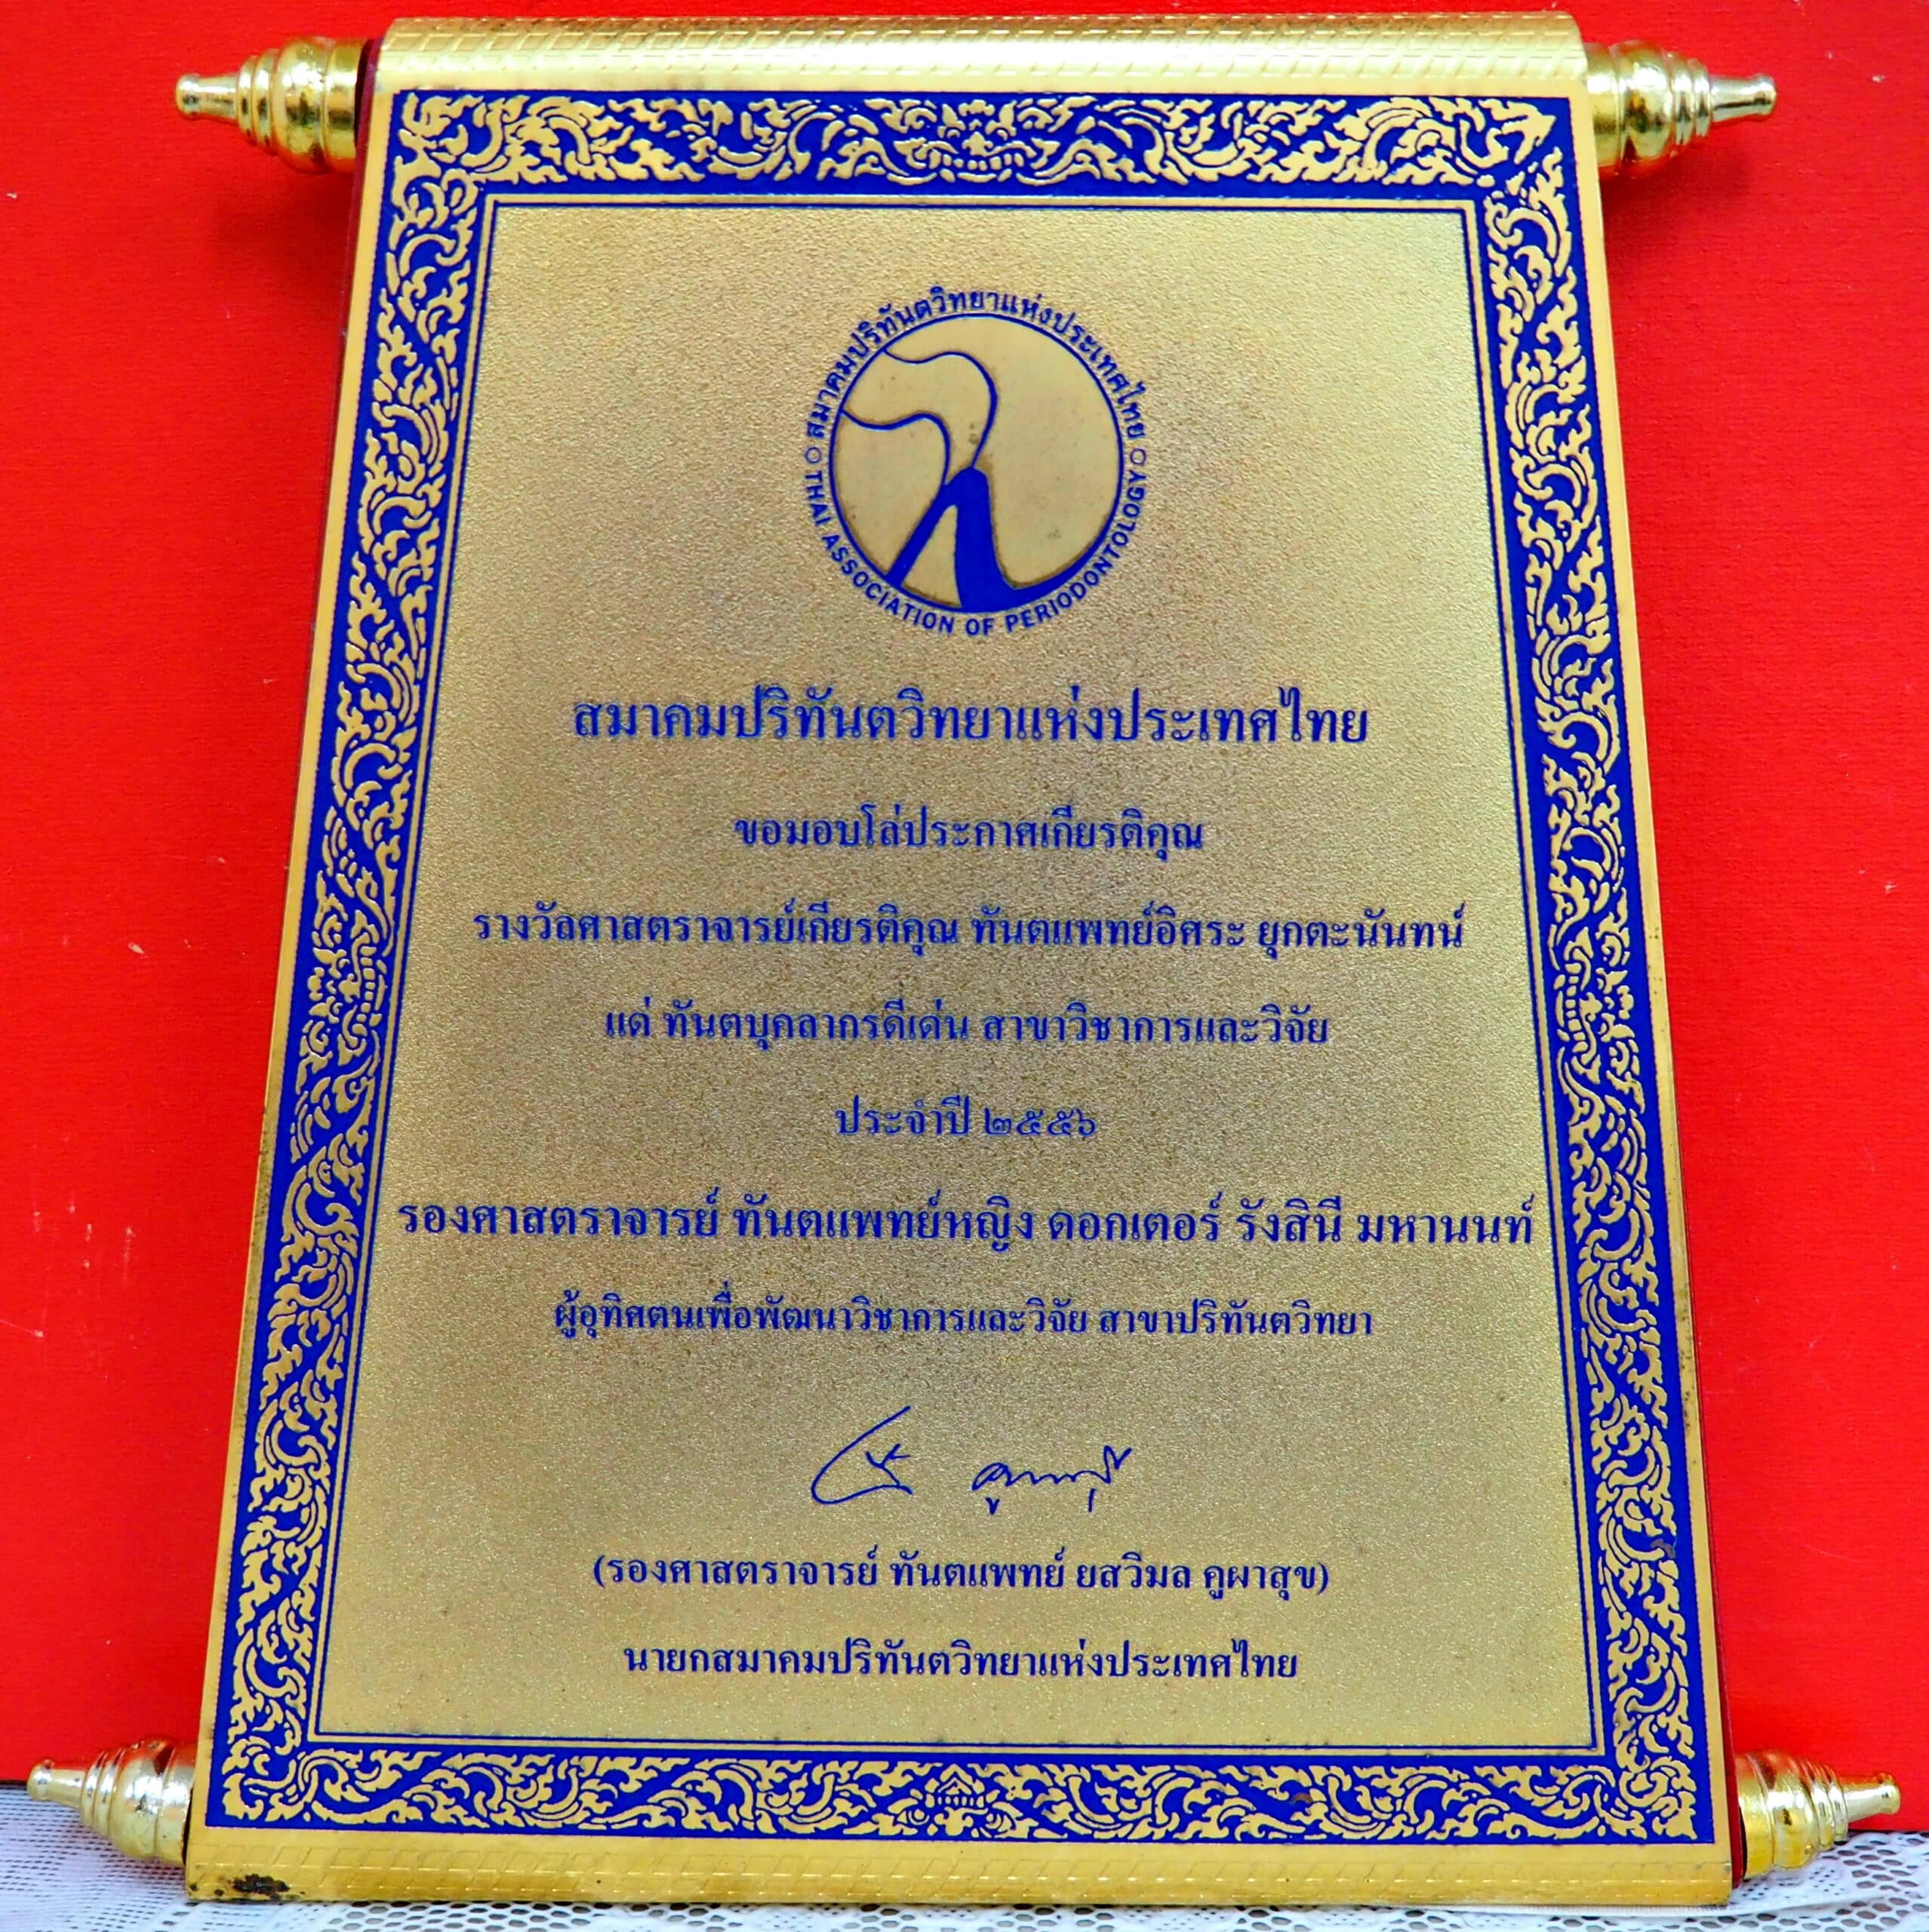 สมาคมปริทันตวิทยาแห่งประเทศไทย
THAI ASSOCIATION OF PERIODONTOLOGY
สมาคมปริทันตวิทยาแห่งประเทศไทย
ขอมอบโล่ประกาศเกียรติคุณ
รางวัลศาสตราจารย์เกียรติคุณ ทันตแพทย์อิศระ ยุกตะนันทน์
แด่ ทันตบุคลากรดีเด่น สาขาวิชาการและวิจัย
ประจำปี ๒๕๕๖
รองศาสตราจารย์ ทันตแพทย์หญิง ดอกเตอร์ รังสินี มหานนท์
ผู้อุทิศตนเพื่อพัฒนาวิชาการและวิจัย สาขาปริทันตวิทยา
(รองศาสตราจารย์ ทันตแพทย์ ยสวิมล คูผาสุข)
นายกสมาคมปริทันตวิทยาแห่งประเทศไทย